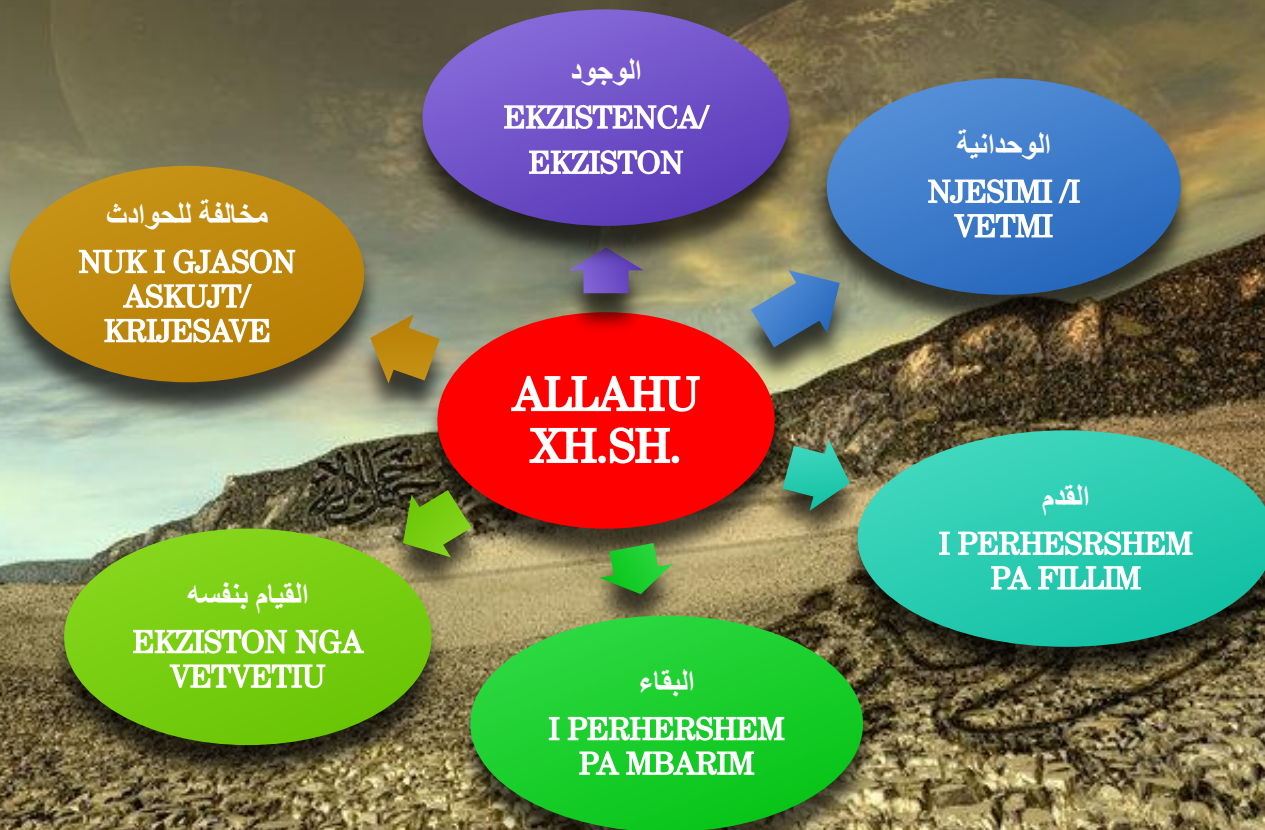 الوجود
EKZISTENCA/
EKZISTON
الوحدانية
NJESIMI /I
VETMI
القدم
I PERHESRSHEM
PA FILLIM
البقاء
I PERHERSHEM
PA MBARIM
القيام بنفسه
EKZISTON NGA
VETVETIU
مخالفة للحوادث
NUK I GJASON
ASKUJT/
KRIJESAVE
ALLAHU
XH.SH.